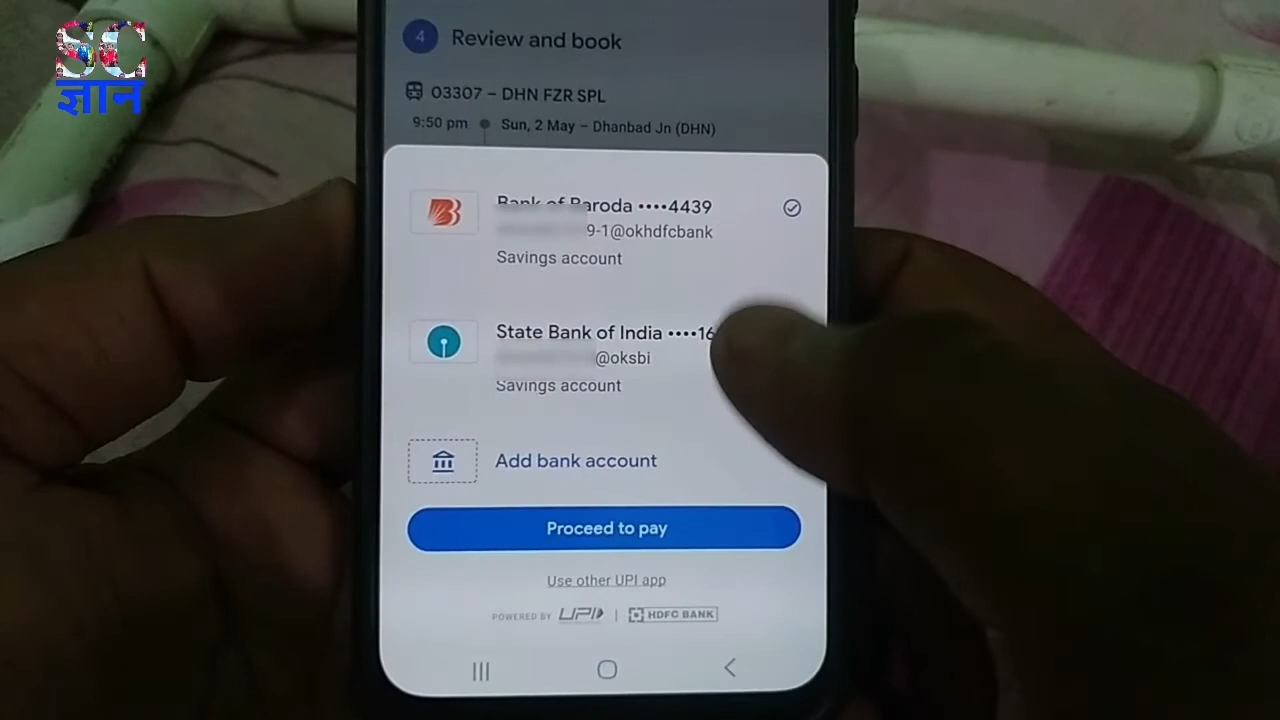 SC
ज्ञान
4 Review and book
03307 – DHN FZR SPL
9:50 pm Sun, 2 May – Dhanbad Jn (DHN)
Bank of Baroda ••••4439
9-1@okhdfcbank
Savings account
State Bank of India ••••16
@oksbi
Savings account
Add bank account
Proceed to pay
Use other UPI app
POWERED BY UPI | HDFC BANK